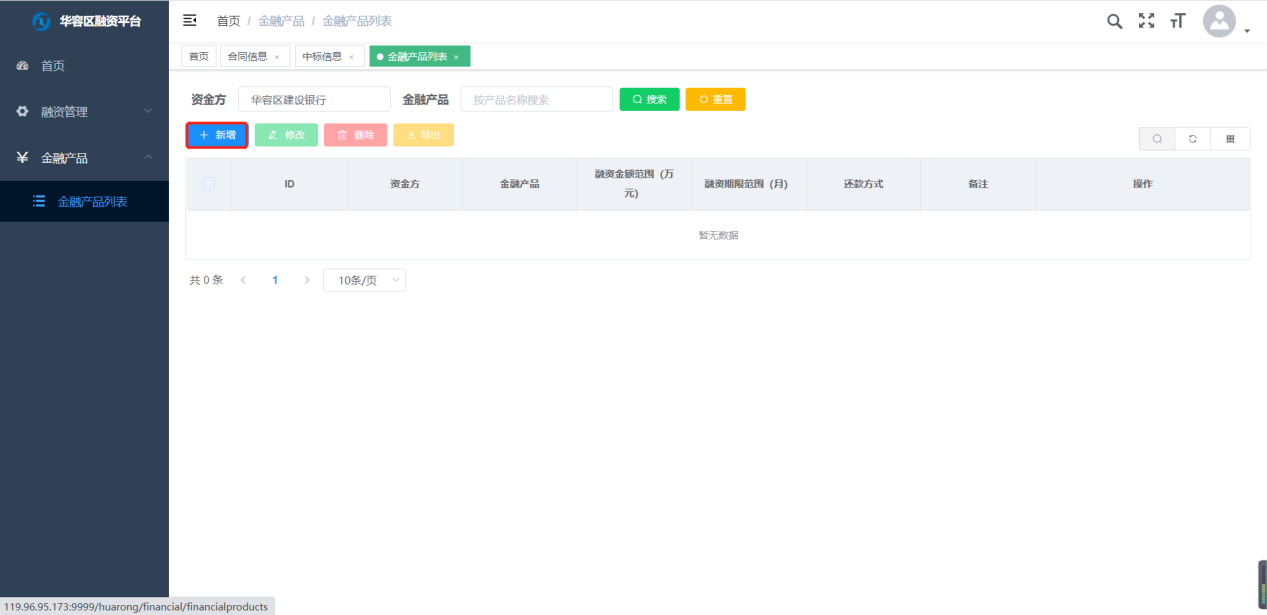 华容区融资平台
首页 / 金融产品 / 金融产品列表
首页
融资管理
金融产品
金融产品列表
首页 合同信息 × 中标信息 × 金融产品列表 ×
资金方 华容区建设银行 金融产品 按产品名称搜索 搜索 重置
新增 修改 删除 导出
ID 资金方 金融产品 融资金额范围（万元） 融资期限范围（月） 还款方式 备注 操作
暂无数据
共 0 条 1 10条/页
119.96.95.173:9999/huarong/financial/financialproducts